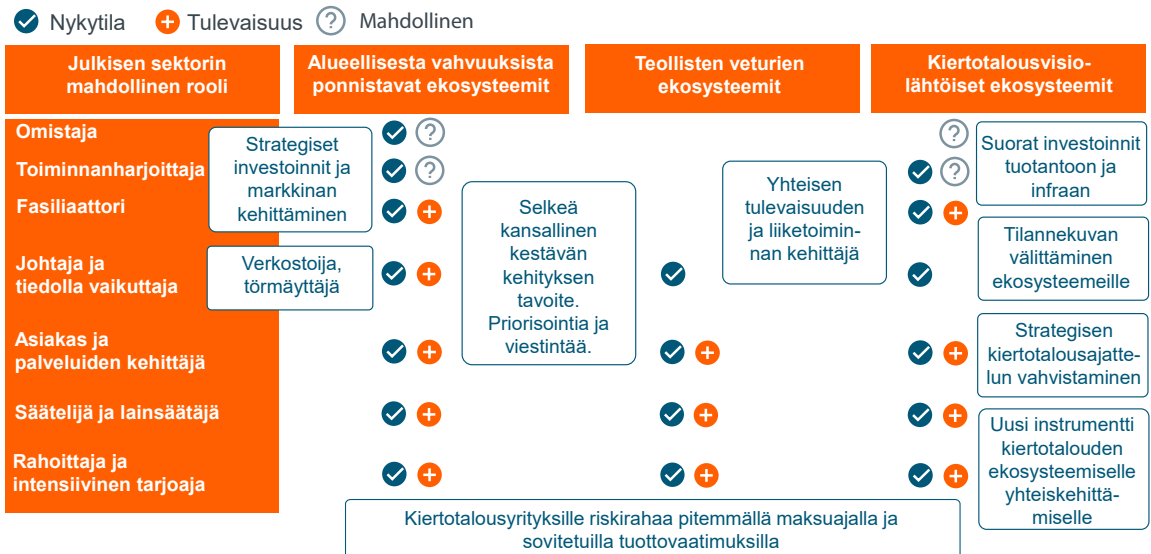 Nykytila
Tulevaisuus
Mahdollinen
Julkisen sektorin
mahdollinen rooli
Alueellisesta vahvuuksista
ponnistavat ekosysteemit
Teollisten veturien
ekosysteemit
Kiertotalousvisio-
lähtöiset ekosysteemit
Omistaja
Toiminnanharjoittaja
Fasiliaattori
Johtaja ja
tiedolla vaikuttaja
Asiakas ja
palveluiden kehittäjä
Säätelijä ja lainsäätäjä
Rahoittaja ja
intensiivinen tarjoaja
Strategiset
investoinnit ja
markkinan
kehittäminen
Verkostoija,
törmäyttäjä
Selkeä
kansallinen
kestävän
kehityksen
tavoite.
Priorisointia ja
viestintää.
Yhteisen
tulevaisuuden
ja liiketoimin-
nan kehittäjä
Suorat investoinnit
tuotantoon ja
infraan
Tilannekuvan
välittäminen
ekosysteemeille
Strategisen
kiertotalousajatte-
lun vahvistaminen
Uusi instrumentti
kiertotalouden
ekosysteemiselle
yhteiskehittä-
miselle
Kiertotalousyrityksille riskirahaa pitemmällä maksuajalla ja
sovitetuilla tuottovaatimuksilla